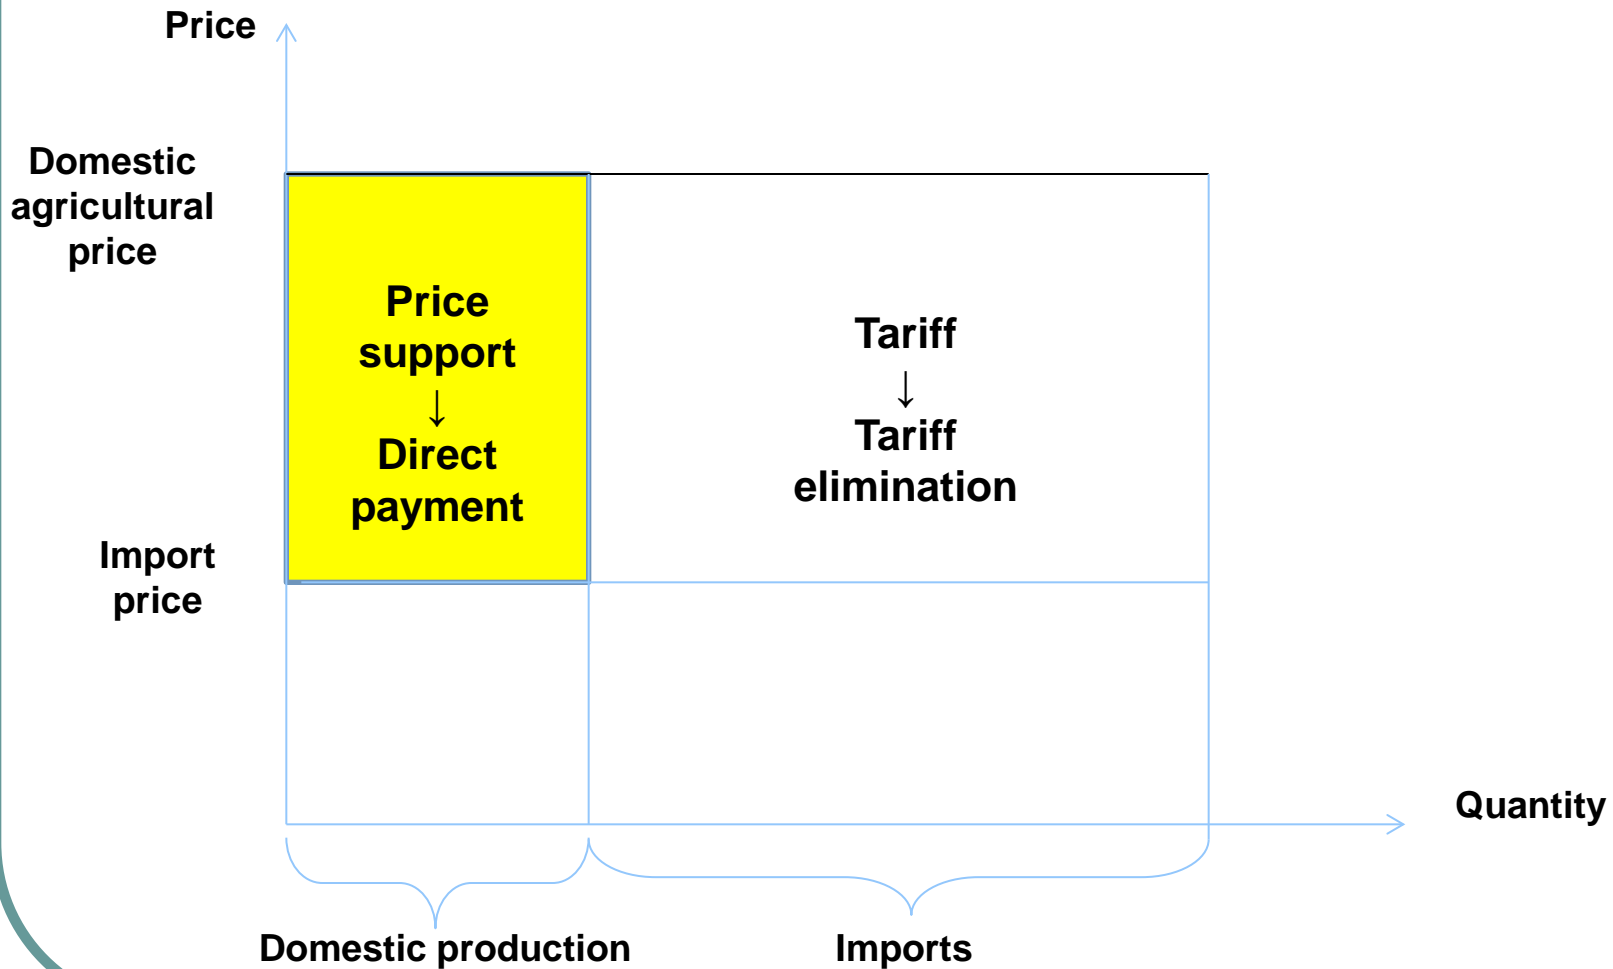 Price
Domestic
agricultural
price
Price
support
↓
Direct
payment
Tariff
↓
Tariff
elimination
Import
price
Quantity
Domestic production
Imports